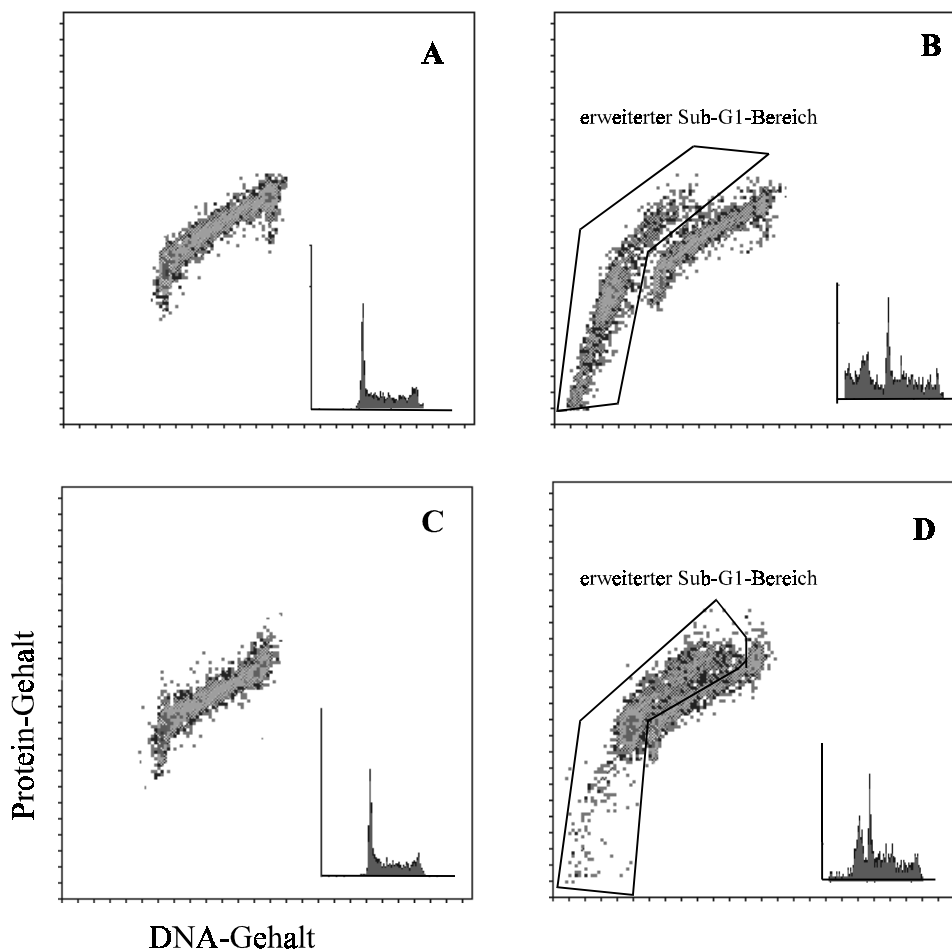 A
B
erweiterter Sub-G1-Bereich
C
D
erweiterter Sub-G1-Bereich
Protein-Gehalt
DNA-Gehalt